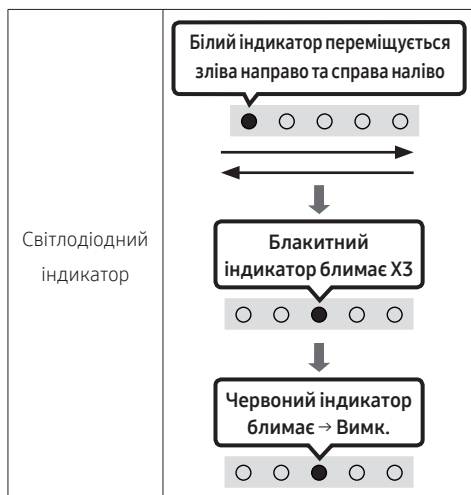 Білий індикатор переміщується
зліва направо та справа наліво
Світлодіодний
індикатор
Блакитний
індикатор блимає X3
Червоний індикатор
блимає → Вимк.